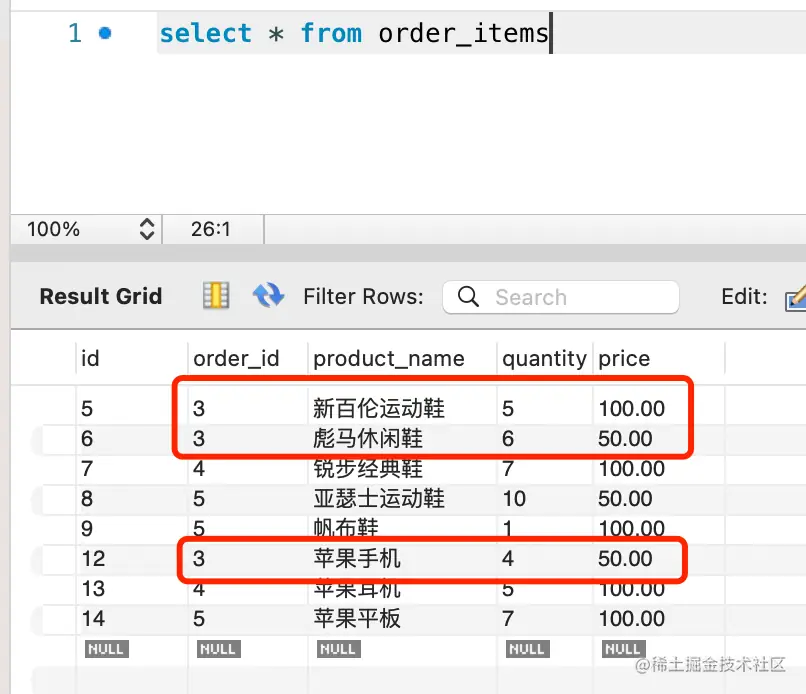 1 select * from order_items
100% 26:1
Result Grid Filter Rows: Search Edit:
id order_id product_name quantity price
5 3 新百伦运动鞋 5 100.00
6 3 彪马休闲鞋 6 50.00
7 4 锐步经典鞋 7 100.00
8 5 亚瑟士运动鞋 10 50.00
9 5 帆布鞋 1 100.00
12 3 苹果手机 4 50.00
13 4 苹果耳机 5 100.00
14 5 苹果平板 7 100.00
NULL NULL NULL NULL NULL
@稀土掘金技术社区